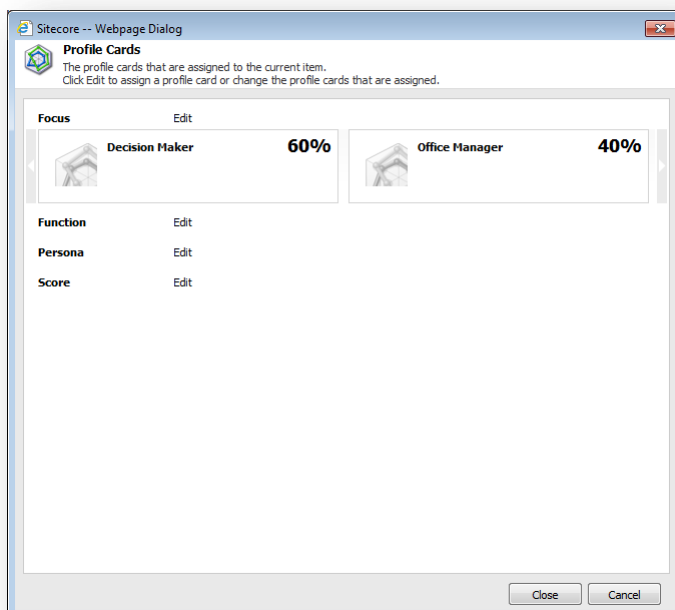 Sitecore -- Webpage Dialog
Profile Cards
The profile cards that are assigned to the current item.
Click Edit to assign a profile card or change the profile cards that are assigned.
Focus Edit
Decision Maker 60% Office Manager 40%
Function Edit
Persona Edit
Score Edit
Close Cancel